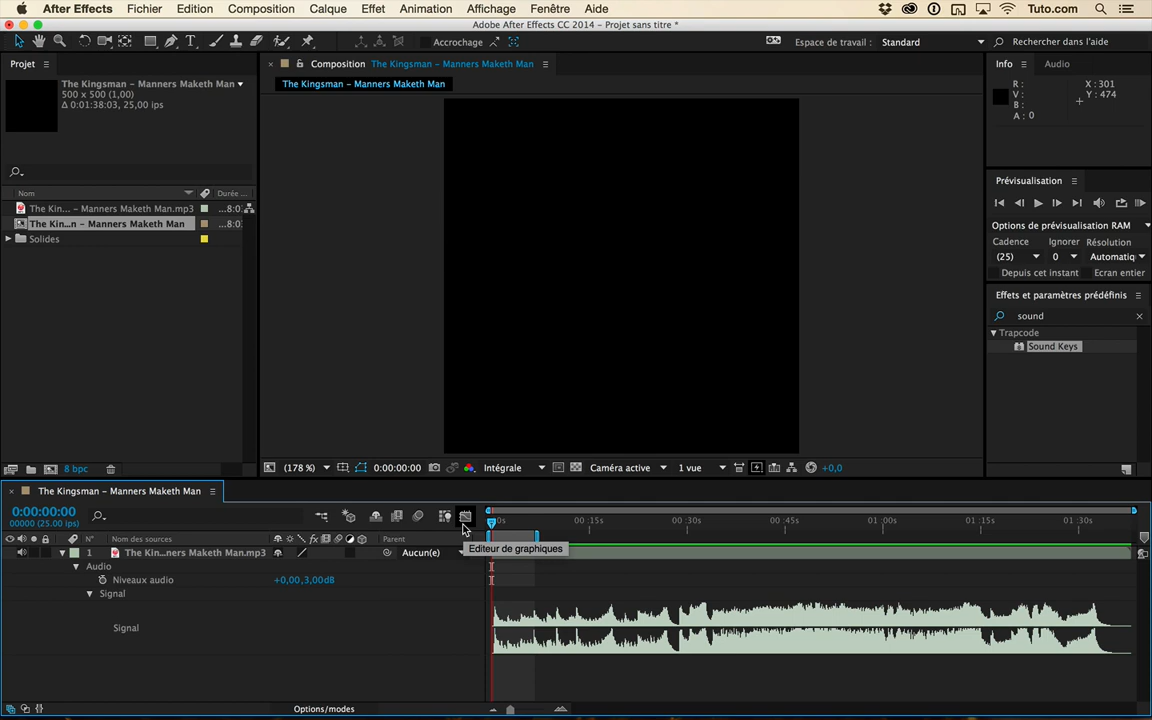 After Effects Fichier Edition Composition Calque Effet Animation Affichage Fenêtre Aide Tuto.com
Adobe After Effects CC 2014 - Projet sans titre *
Accrochage Espace de travail : Standard Rechercher dans l'aide
Projet
The Kingsman - Manners Maketh Man
500 x 500 (1,00)
Δ 0:01:38:03, 25,00 ips
Nom Durée ...
The Kin... – Manners Maketh Man.mp3 ...8:0
The Kin...n – Manners Maketh Man ...8:0
Solides
8 bpc
Composition The Kingsman – Manners Maketh Man
The Kingsman – Manners Maketh Man
(178 %) 0:00:00:00 Intégrale Caméra active 1 vue +0,0
Info Audio
R : X : 301
V : Y : 474
B :
A : 0
Prévisualisation
Options de prévisualisation RAM
Cadence Ignorer Résolution
(25) 0 Automatiq
Depuis cet instant Ecran entier
Effets et paramètres prédéfinis
sound
Trapcode
Sound Keys
The Kingsman – Manners Maketh Man
0:00:00:00
00000 (25.00 ips)
0s 00:15s 00:30s 00:45s 01:00s 01:15s 01:30s
N° Nom des sources Parent
1 The Kin...ners Maketh Man.mp3 Aucun(e)
Editeur de graphiques
Audio
Niveaux audio +0,00,3,00dB
Signal
Signal
Options/modes